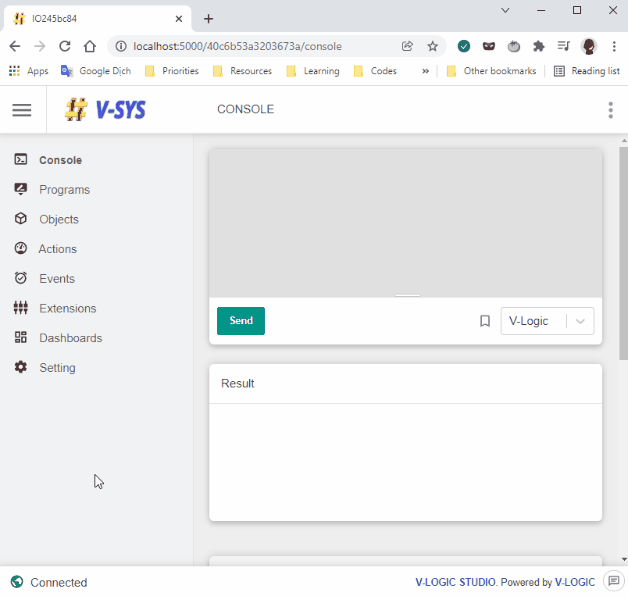 IO245bc84
localhost:5000/40c6b53a3203673a/console
Apps Google Dịch Priorities Resources Learning Codes » Other bookmarks Reading list
V-SYS CONSOLE
Console
Programs
Objects
Actions
Events
Extensions
Dashboards
Setting
Send V-Logic
Result
Connected V-LOGIC STUDIO. Powered by V-LOGIC